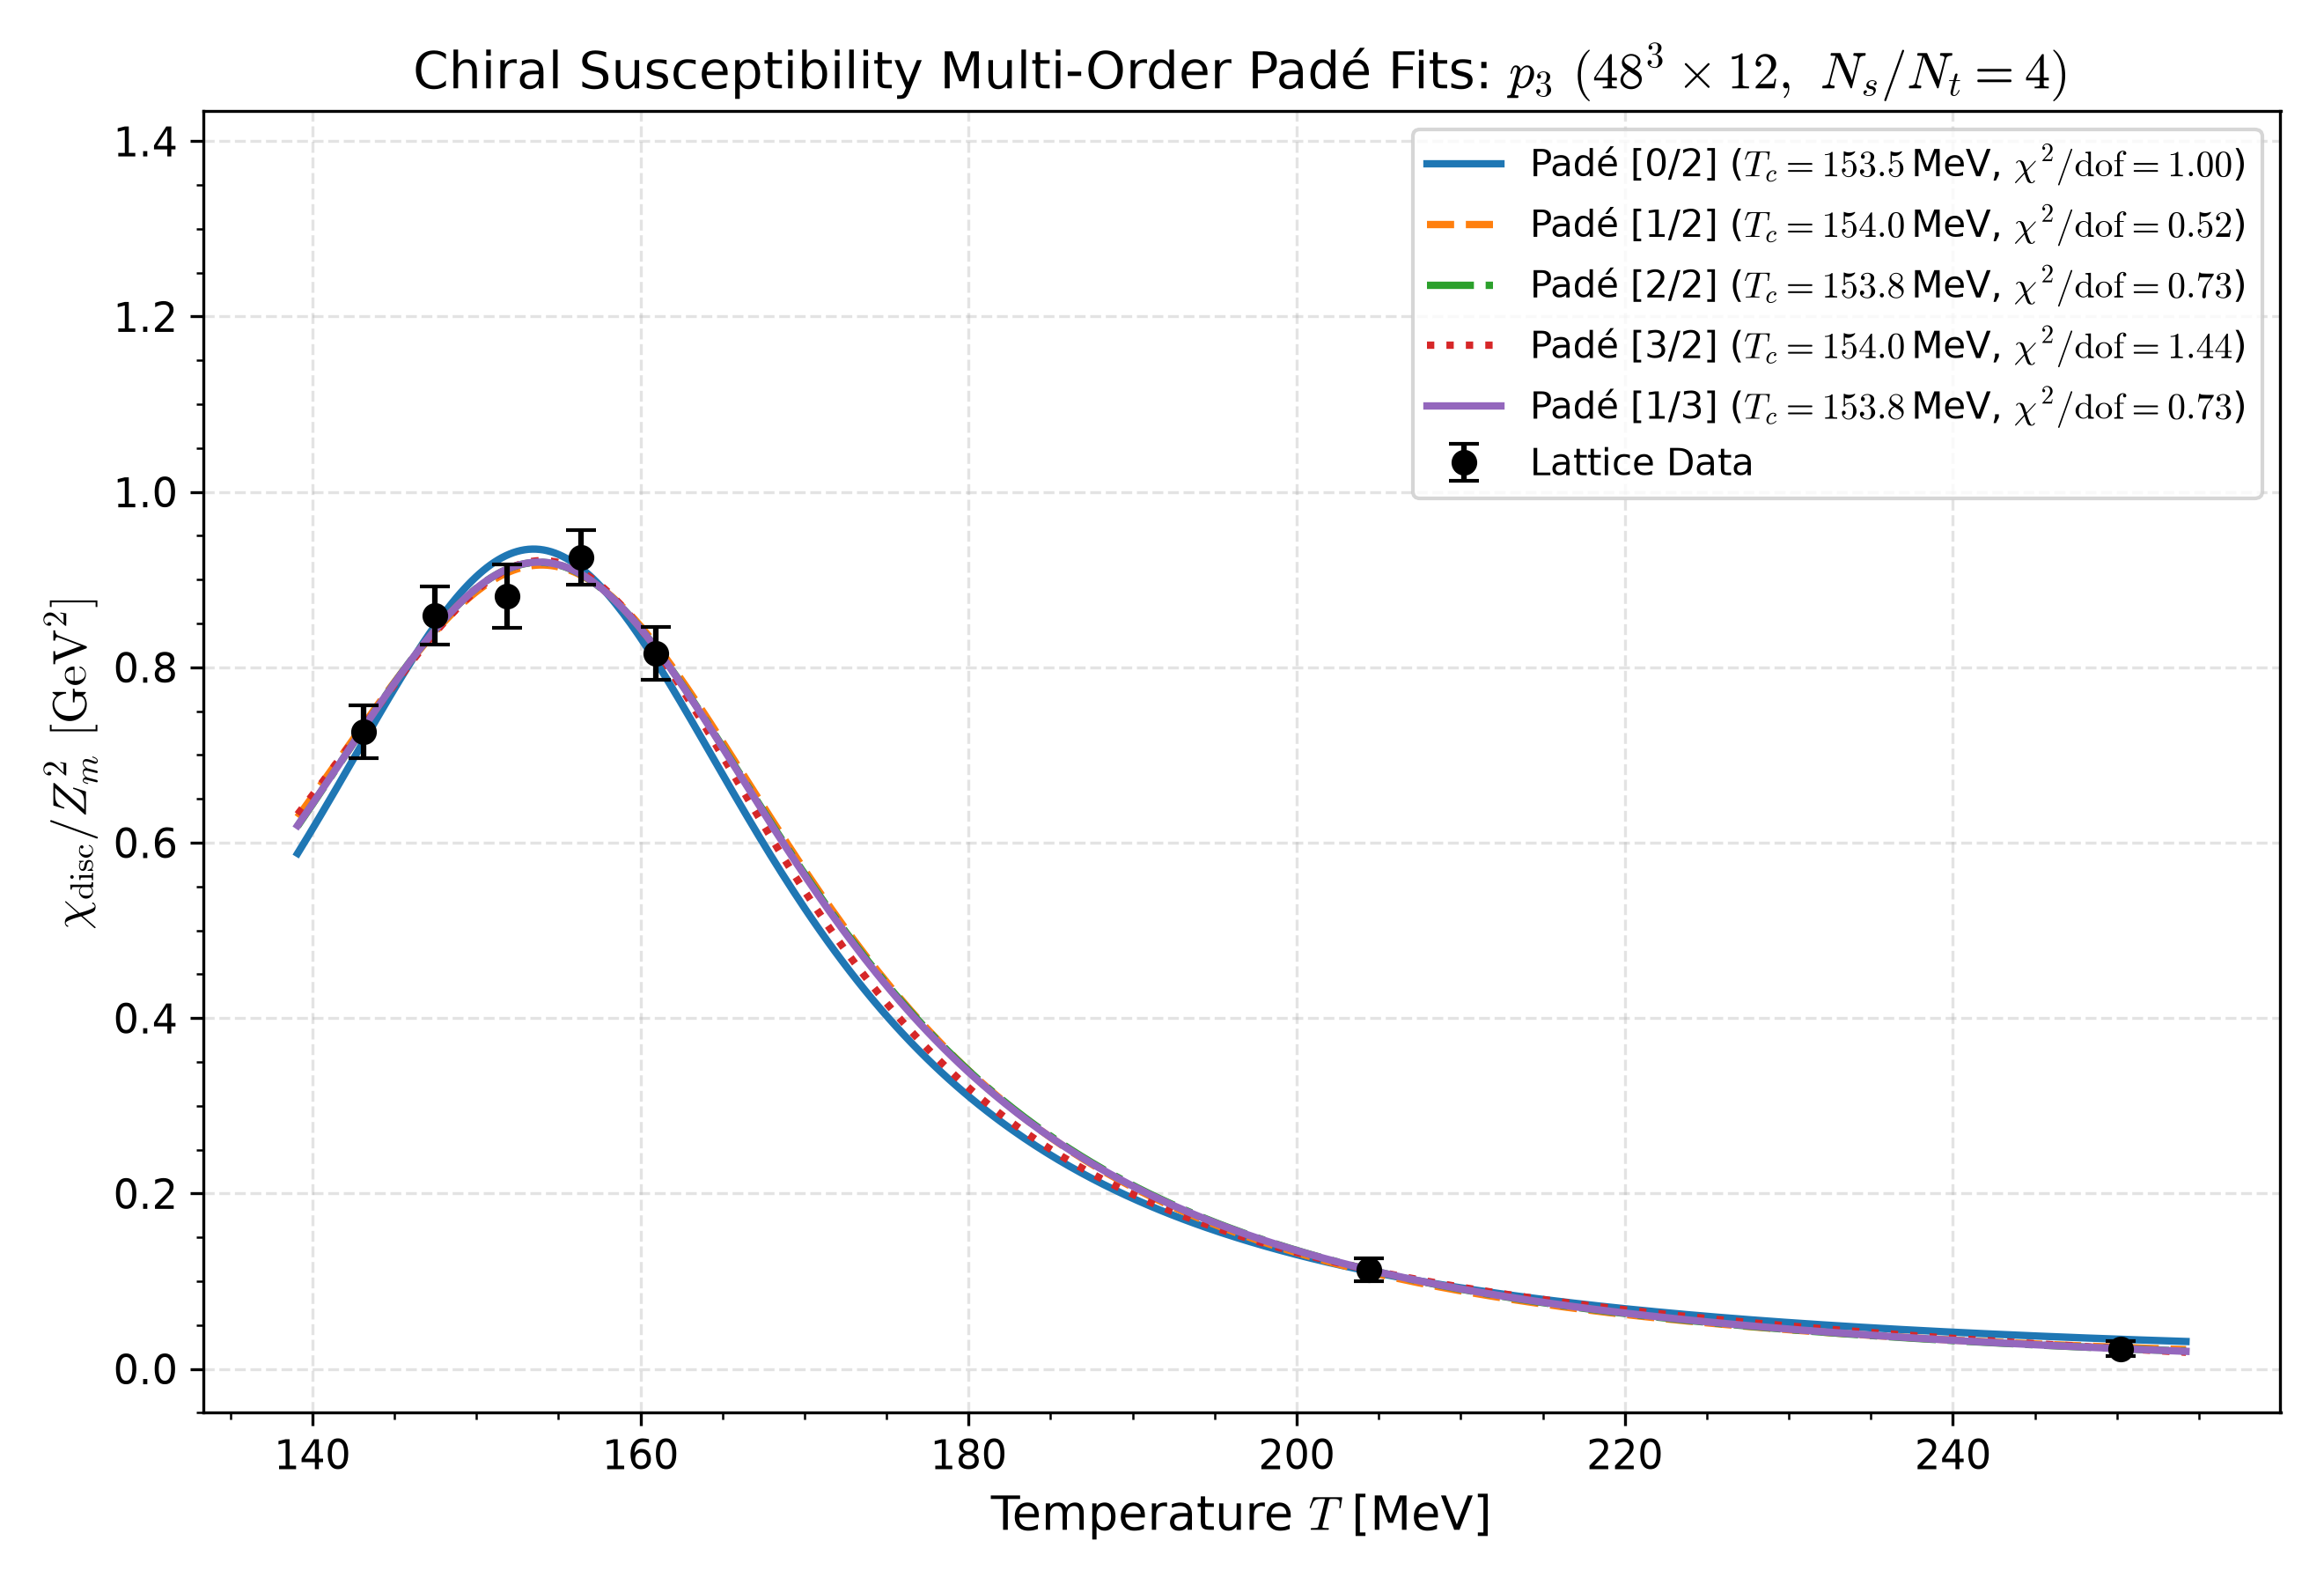 Chiral Susceptibility Multi-Order Padé Fits: p₃ (48³ × 12, Nₛ/Nₜ = 4)
Padé [0/2] (T_c = 153.5 MeV, χ²/dof = 1.00)
Padé [1/2] (T_c = 154.0 MeV, χ²/dof = 0.52)
Padé [2/2] (T_c = 153.8 MeV, χ²/dof = 0.73)
Padé [3/2] (T_c = 154.0 MeV, χ²/dof = 1.44)
Padé [1/3] (T_c = 153.8 MeV, χ²/dof = 0.73)
Lattice Data
χ_disc/Z_m² [GeV²]
1.4
1.2
1.0
0.8
0.6
0.4
0.2
0.0
140 160 180 200 220 240
Temperature T [MeV]